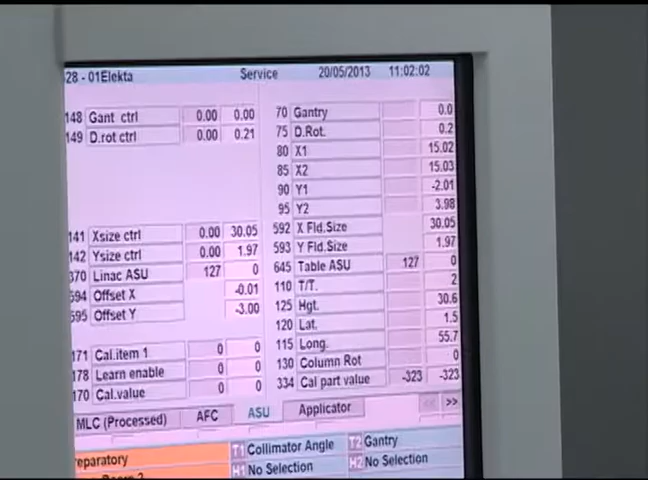 28 - 01Elekta Service 20/05/2013 11:02:02
148 Gant ctrl 0.00 0.00
149 D.rot ctrl 0.00 0.21
141 Xsize ctrl 0.00 30.05
142 Ysize ctrl 0.00 1.97
370 Linac ASU 127 0
594 Offset X -0.01
595 Offset Y -3.00
171 Cal.item 1 0 0
178 Learn enable 0 0
170 Cal.value 0 0
70 Gantry 0.0
75 D.Rot. 0.2
80 X1 15.02
85 X2 15.03
90 Y1 -2.01
95 Y2 3.98
592 X Fld.Size 30.05
593 Y Fld.Size 1.97
645 Table ASU 127 0
110 T/T. 2
125 Hgt. 30.6
120 Lat. 1.5
115 Long. 55.7
130 Column Rot 0
334 Cal part value -323 -323
MLC (Processed) AFC ASU Applicator << >>
reparatory T1 Collimator Angle T2 Gantry
H1 No Selection H2 No Selection